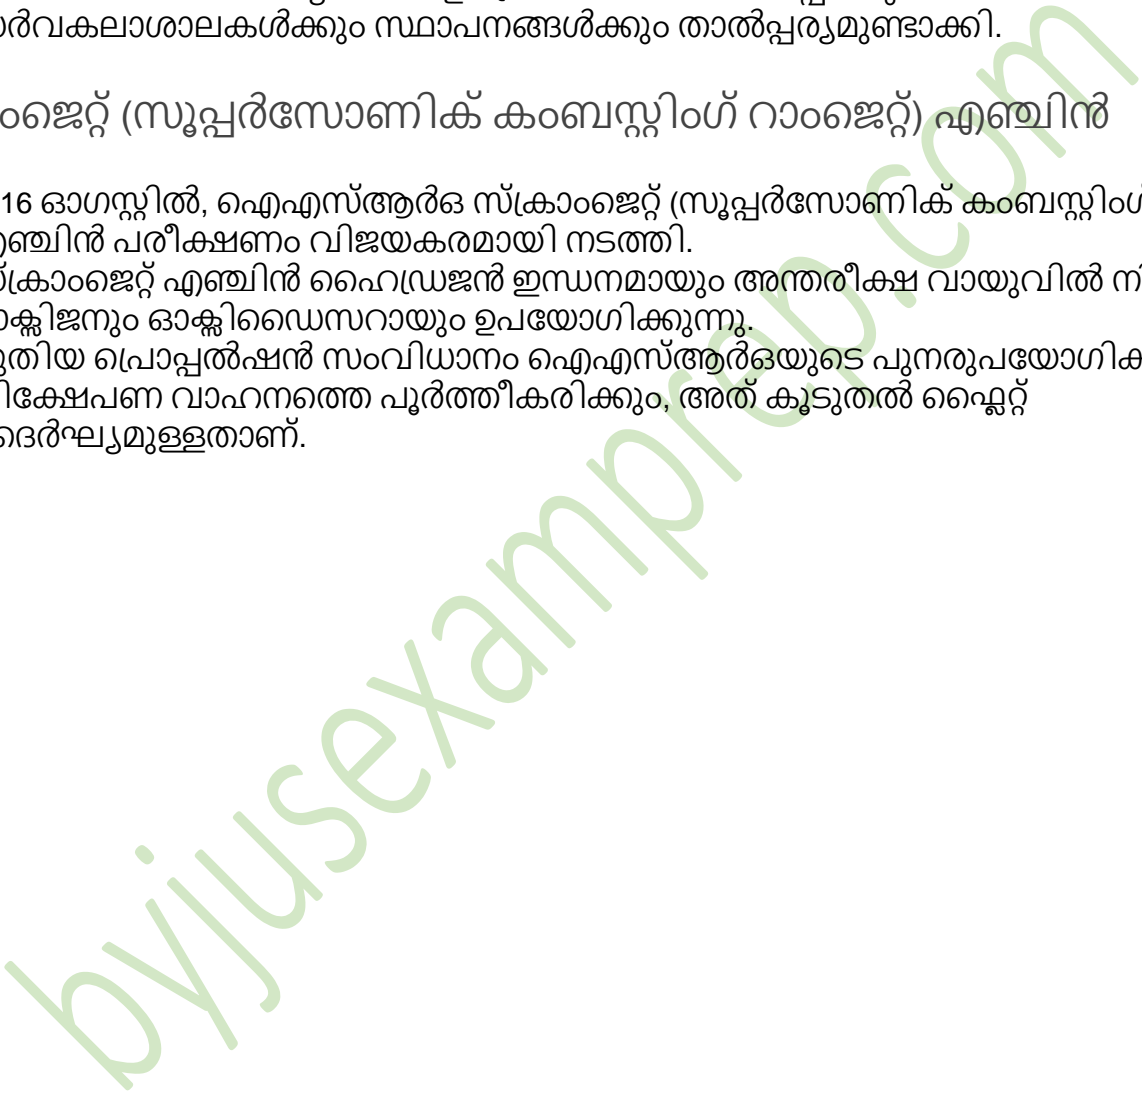 ർവകലാശാലകൾക്കും സ്ഥാപനങ്ങൾക്കും താൽപ്പര്യമുണ്ടാക്കി.
ംജെറ്റ് (സൂപ്പർസോണിക് കംബസ്റ്റിംഗ് റാംജെറ്റ്) എഞ്ചിൻ
16 ഓഗസ്റ്റിൽ, ഐഎസ്ആർഒ സ്ക്രാംജെറ്റ് (സൂപ്പർസോണിക് കംബസ്റ്റിംഗ്
ഞ്ചിൻ പരീക്ഷണം വിജയകരമായി നടത്തി.
ക്രാംജെറ്റ് എഞ്ചിൻ ഹൈഡ്രജൻ ഇന്ധനമായും അന്തരീക്ഷ വായുവിൽ നി
ക്സിജനും ഓക്സിഡൈസറായും ഉപയോഗിക്കുന്നു.
തിയ പ്രൊപ്പൽഷൻ സംവിധാനം ഐഎസ്ആർഒയുടെ പുനരുപയോഗിക
ിക്ഷേപണ വാഹനത്തെ പൂർത്തീകരിക്കും, അത് കൂടുതൽ ഫ്ലൈറ്റ്
ദൈർഘ്യമുള്ളതാണ്.
byjusexamprep.com